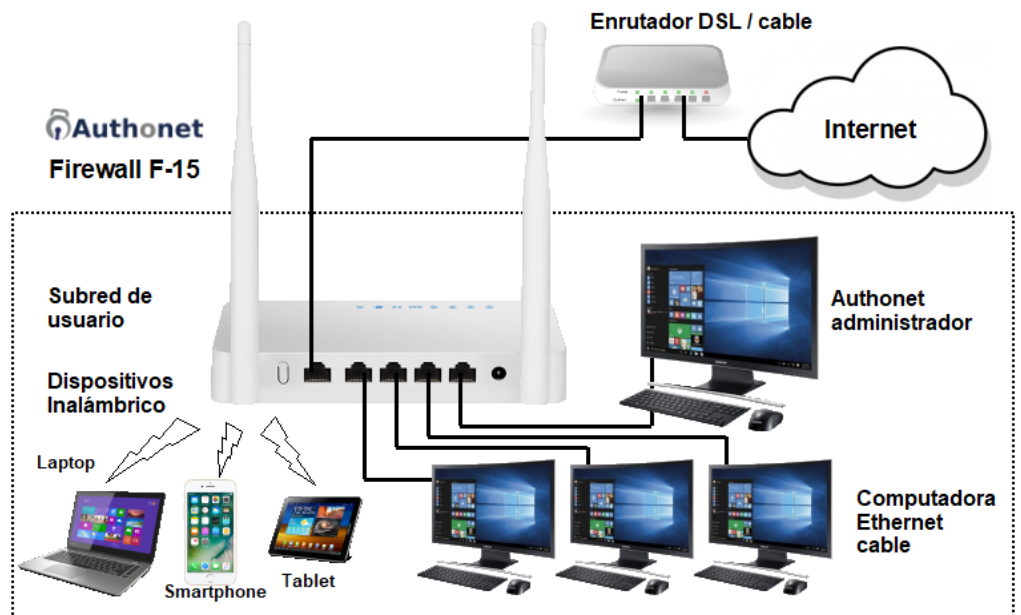 Enrutador DSL / cable
Authonet
Firewall F-15
Internet
Subred de
usuario
Authonet
administrador
Dispositivos
Inalámbrico
Laptop
Smartphone
Tablet
Computadora
Ethernet
cable